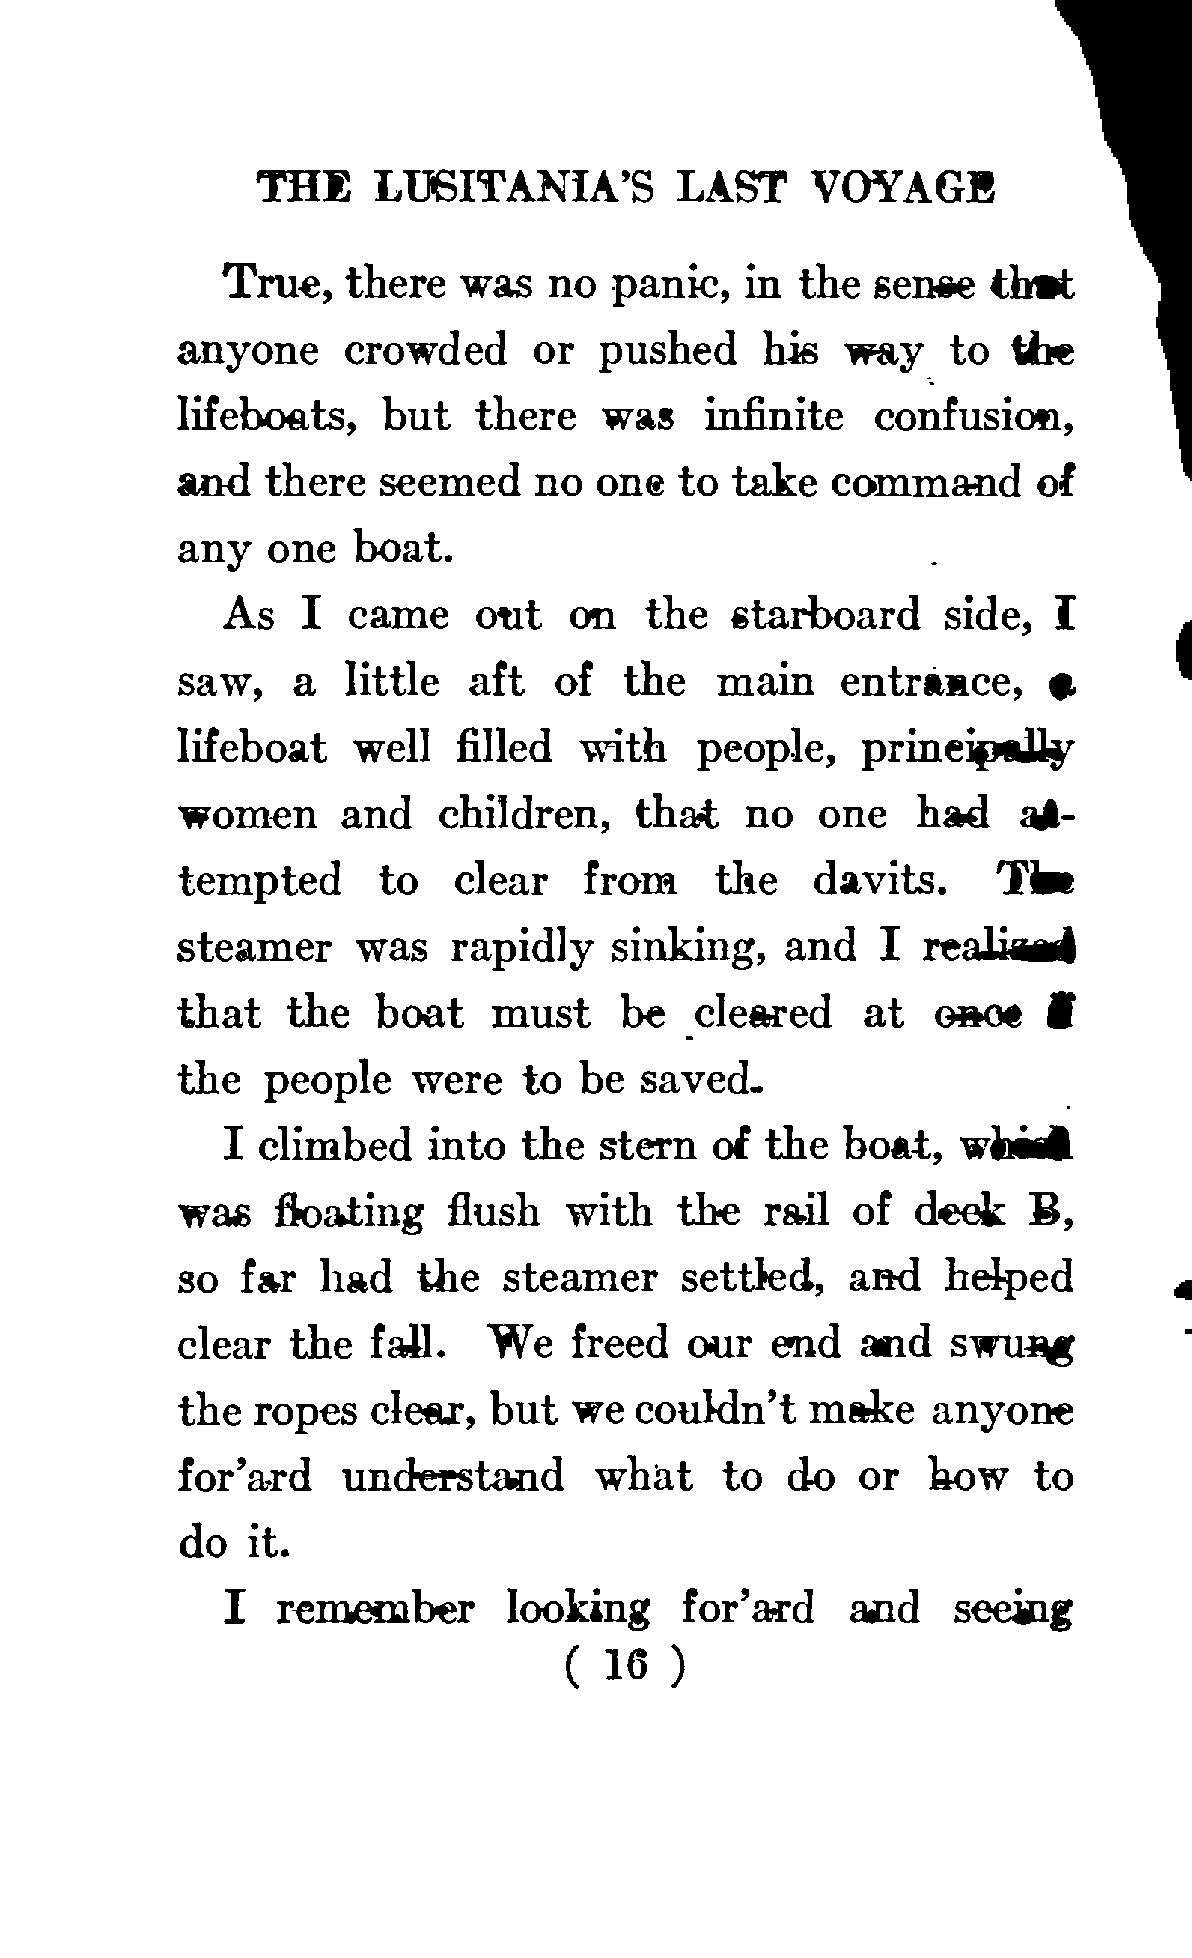 THE LUSITANIA'S LAST VOYAGE
True, there was no panic, in the sense that
anyone crowded or pushed his way to the
lifeboats, but there was infinite confusion,
and there seemed no one to take command of
any one boat.
As I came out on the starboard side, I
saw, a little aft of the main entrance, a
lifeboat well filled with people, principally
women and children, that no one had at-
tempted to clear from the davits. The
steamer was rapidly sinking, and I realized
that the boat must be cleared at once if
the people were to be saved.
I climbed into the stern of the boat, which
was floating flush with the rail of deck B,
so far had the steamer settled, and helped
clear the fall. We freed our end and swung
the ropes clear, but we couldn't make anyone
for'ard understand what to do or how to
do it.
I remember looking for'ard and seeing
( 16 )